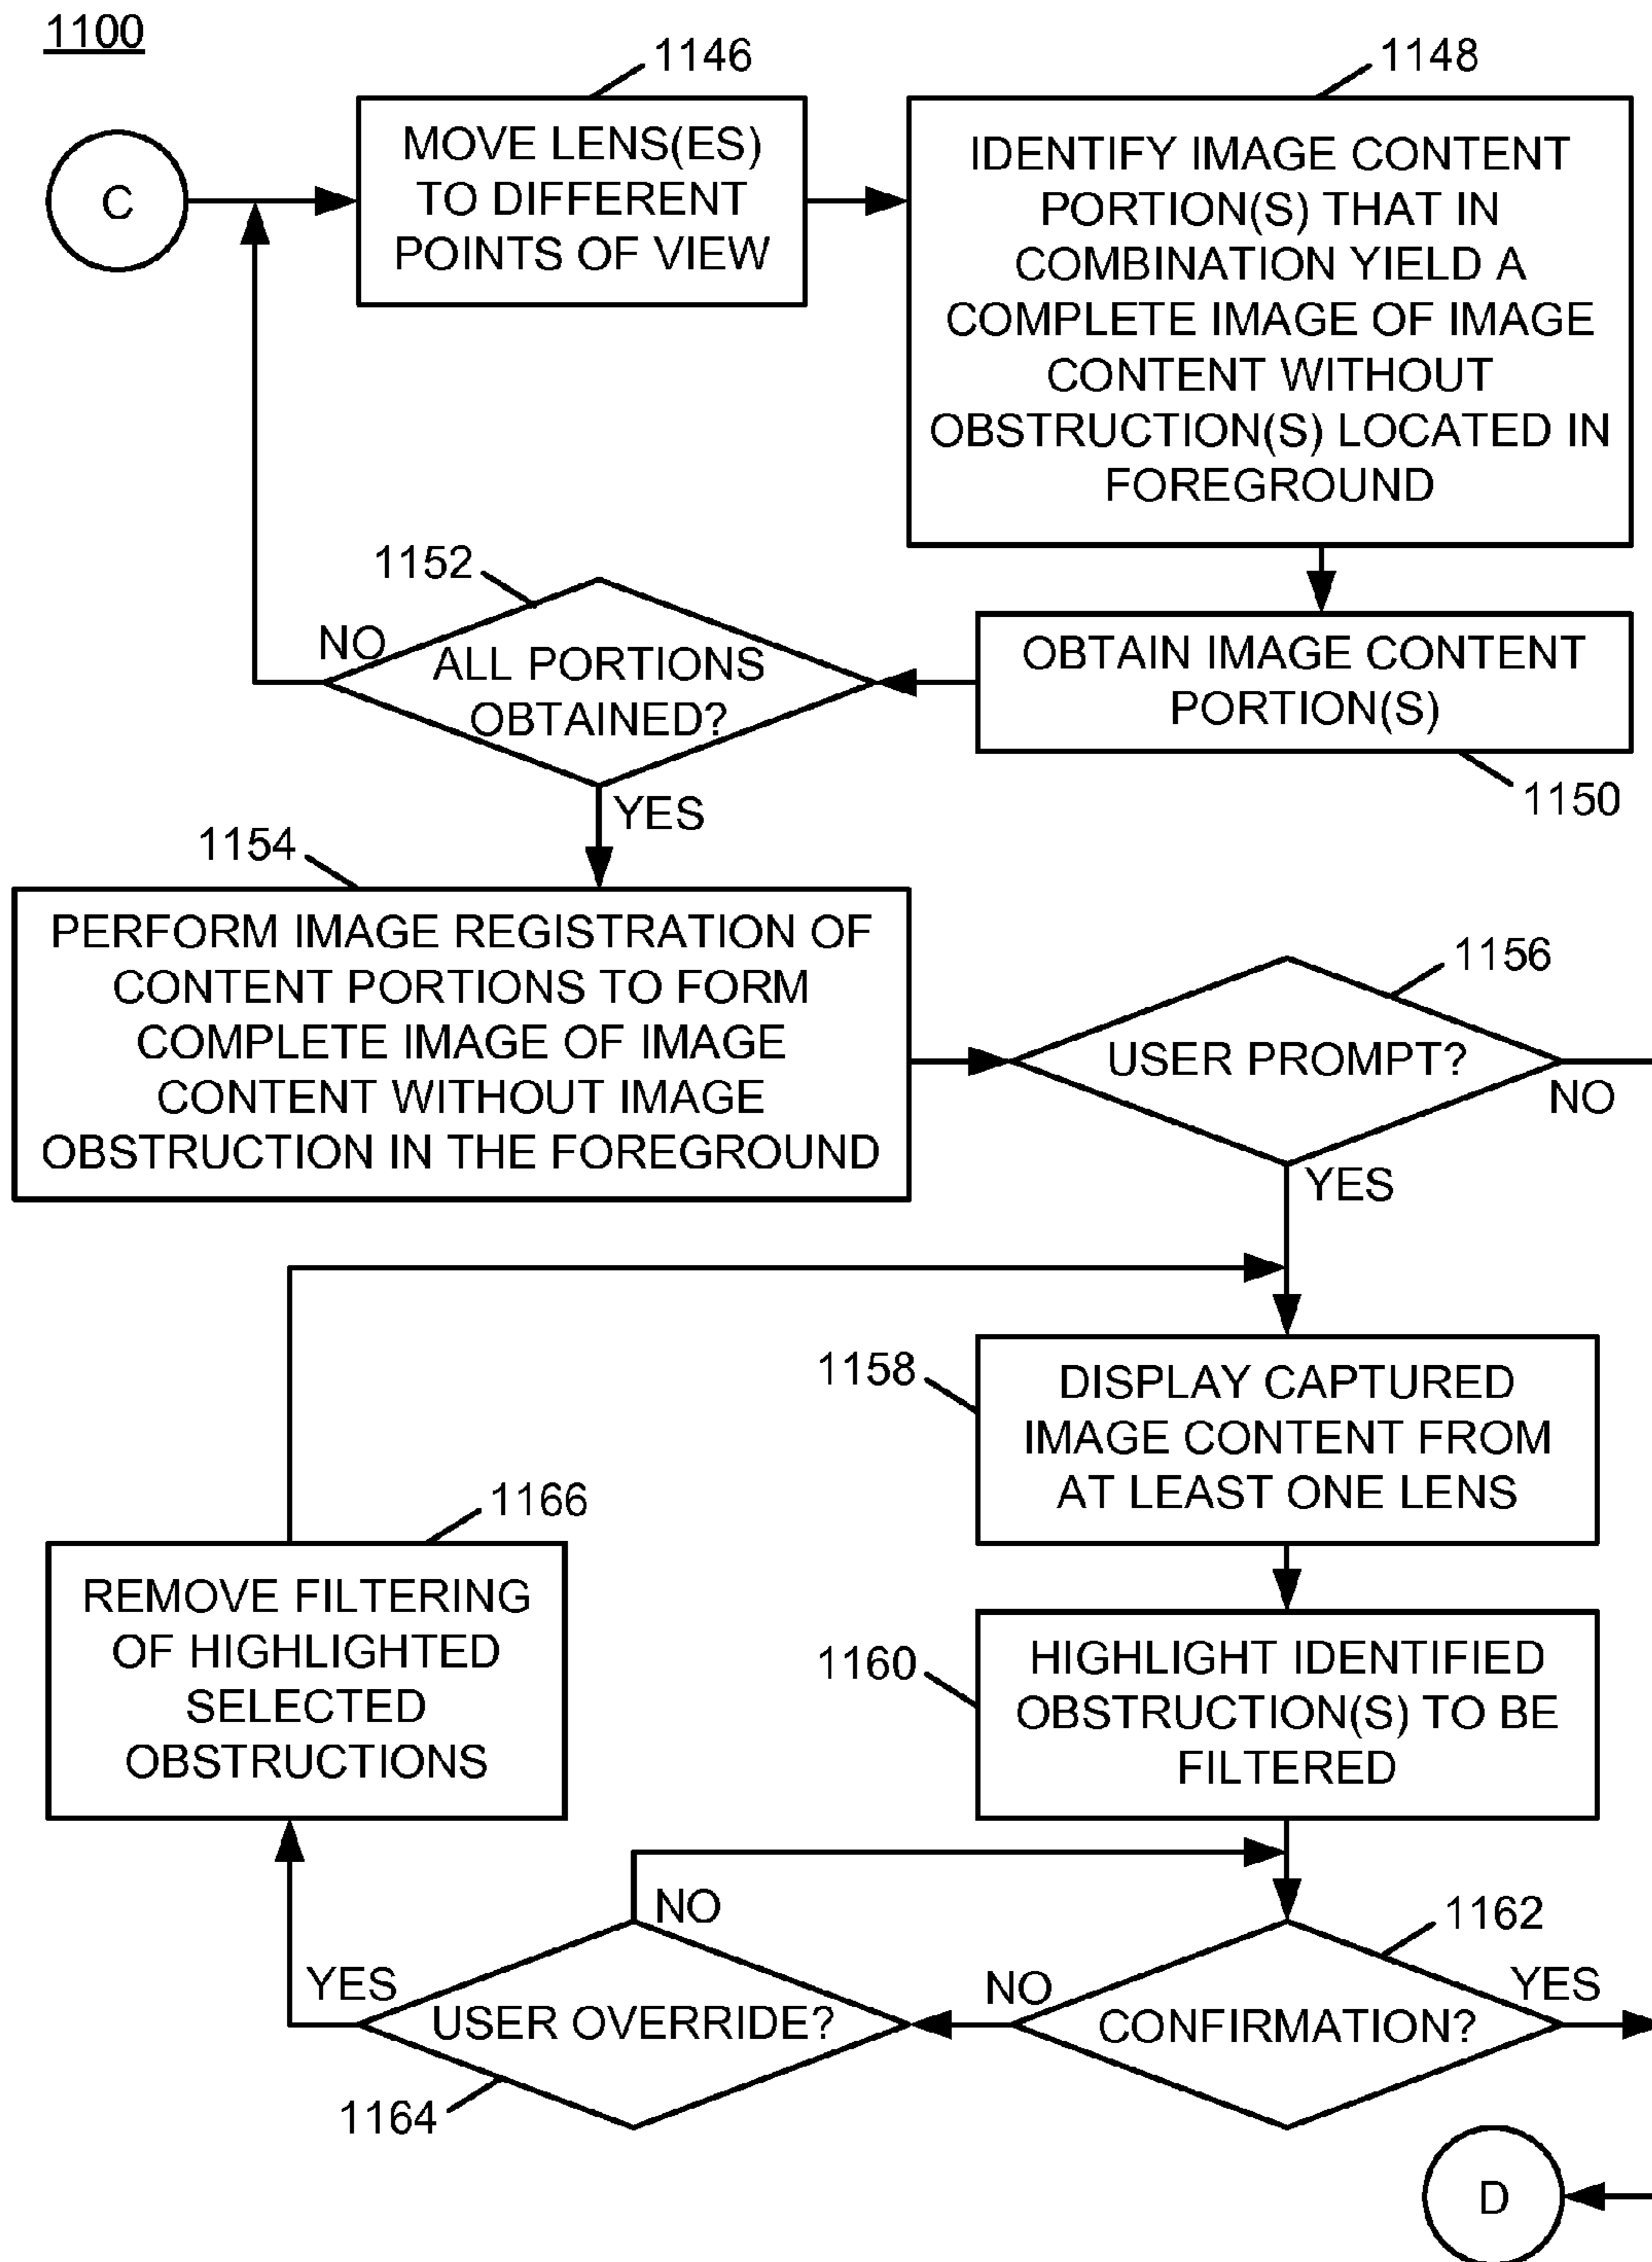 1100
1146
1148
C
MOVE LENS(ES)
TO DIFFERENT
POINTS OF VIEW
IDENTIFY IMAGE CONTENT
PORTION(S) THAT IN
COMBINATION YIELD A
COMPLETE IMAGE OF IMAGE
CONTENT WITHOUT
OBSTRUCTION(S) LOCATED IN
FOREGROUND
1152
NO
ALL PORTIONS
OBTAINED?
OBTAIN IMAGE CONTENT
PORTION(S)
1150
YES
1154
PERFORM IMAGE REGISTRATION OF
CONTENT PORTIONS TO FORM
COMPLETE IMAGE OF IMAGE
CONTENT WITHOUT IMAGE
OBSTRUCTION IN THE FOREGROUND
1156
USER PROMPT?
NO
YES
1158
DISPLAY CAPTURED
IMAGE CONTENT FROM
AT LEAST ONE LENS
1166
REMOVE FILTERING
OF HIGHLIGHTED
SELECTED
OBSTRUCTIONS
1160
HIGHLIGHT IDENTIFIED
OBSTRUCTION(S) TO BE
FILTERED
NO
1162
YES
USER OVERRIDE?
NO
CONFIRMATION?
YES
1164
D